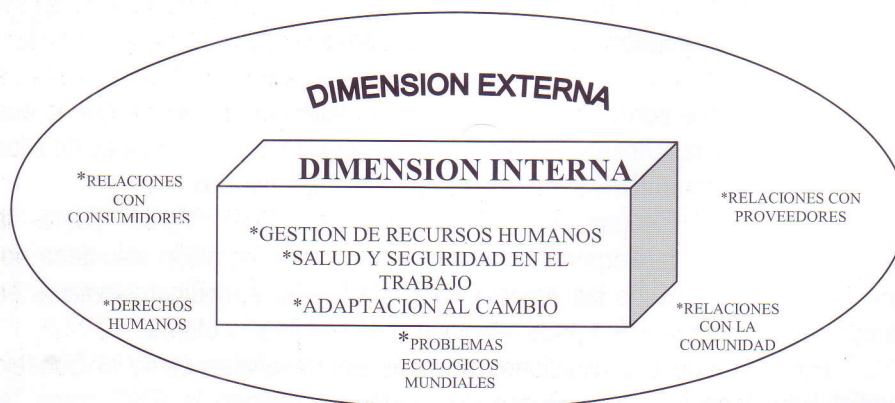 DIMENSION EXTERNA
DIMENSION INTERNA
*RELACIONES
CON
CONSUMIDORES
*RELACIONES CON
PROVEEDORES
*GESTION DE RECURSOS HUMANOS
*SALUD Y SEGURIDAD EN EL
TRABAJO
*ADAPTACION AL CAMBIO
*DERECHOS
HUMANOS
*RELACIONES
CON LA
COMUNIDAD
*PROBLEMAS
ECOLOGICOS
MUNDIALES